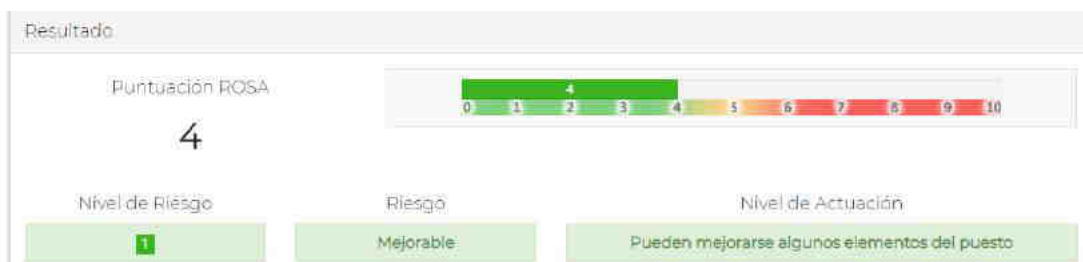 Resultado
Puntuación ROSA
4
4
0 1 2 3 4 5 6 7 8 9 10
Nivel de Riesgo
Riesgo
Nivel de Actuación
1
Mejorable
Pueden mejorarse algunos elementos del puesto